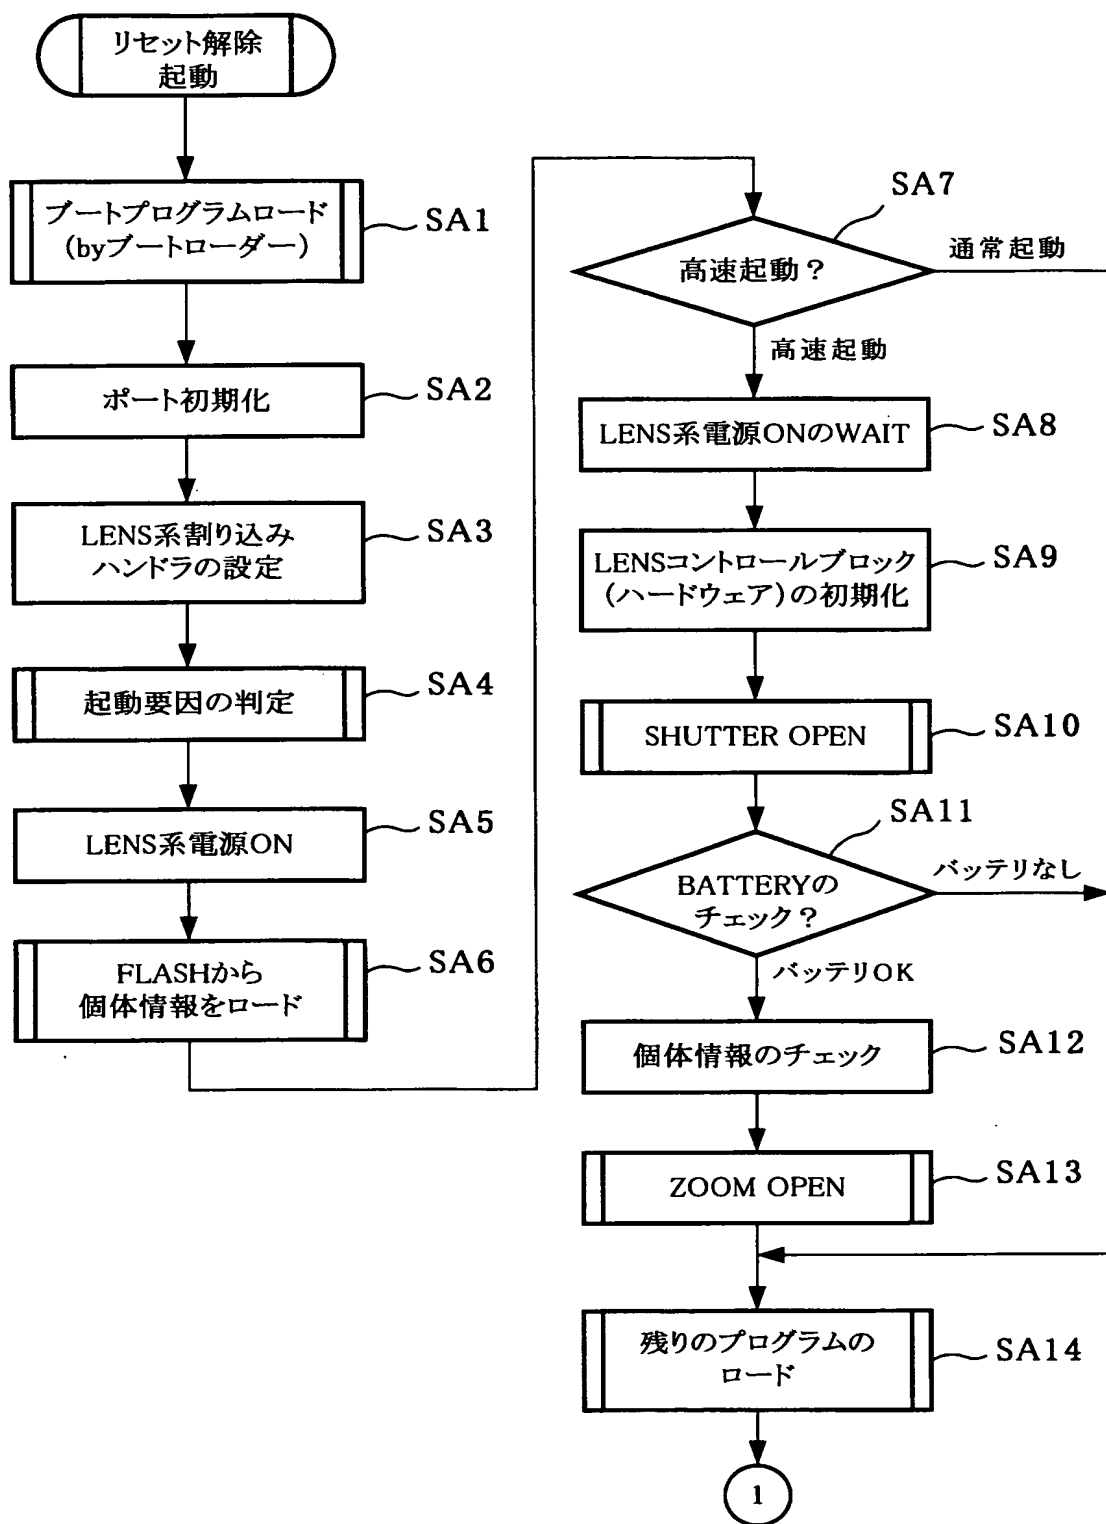 リセット解除
起動
ブートプログラムロード
(byブートローダー)
SA1
ポート初期化
SA2
LENS系割り込み
ハンドラの設定
SA3
起動要因の判定
SA4
LENS系電源ON
SA5
FLASHから
個体情報をロード
SA6
高速起動?
SA7
通常起動
高速起動
LENS系電源ONのWAIT
SA8
LENSコントロールブロック
(ハードウェア)の初期化
SA9
SHUTTER OPEN
SA10
BATTERYの
チェック?
SA11
バッテリなし
バッテリOK
個体情報のチェック
SA12
ZOOM OPEN
SA13
残りのプログラムの
ロード
SA14
1